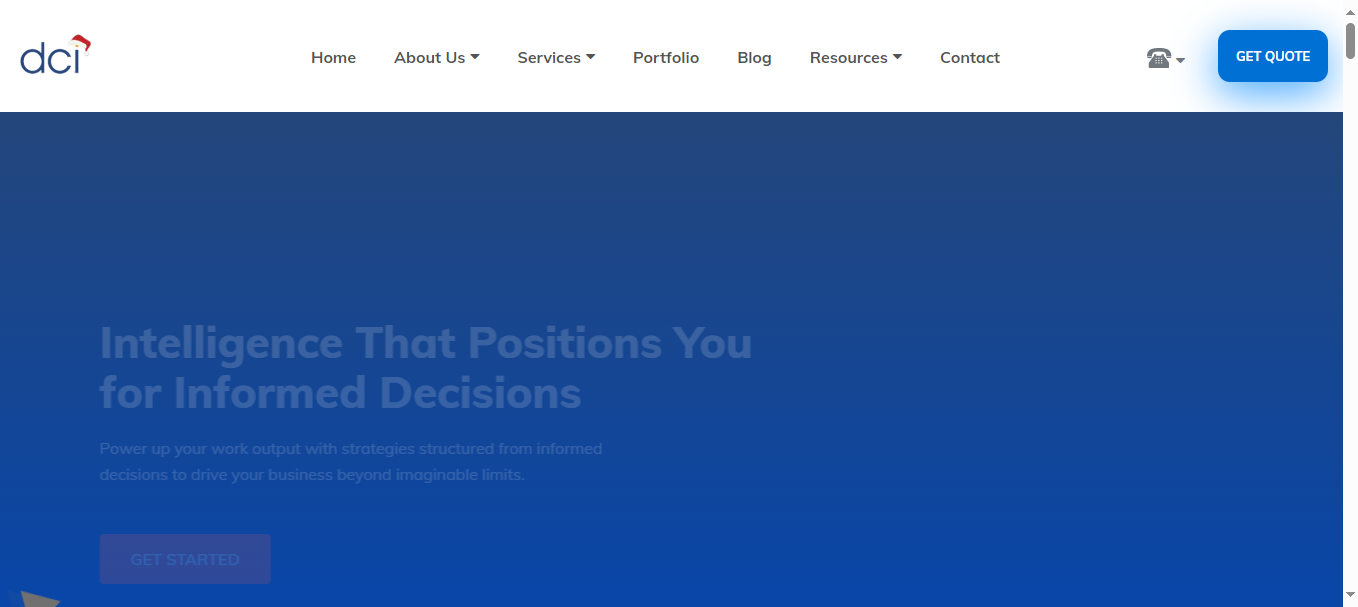 dci
Home About Us Services Portfolio Blog Resources Contact
GET QUOTE
Intelligence That Positions You
for Informed Decisions
Power up your work output with strategies structured from informed
decisions to drive your business beyond imaginable limits.
GET STARTED